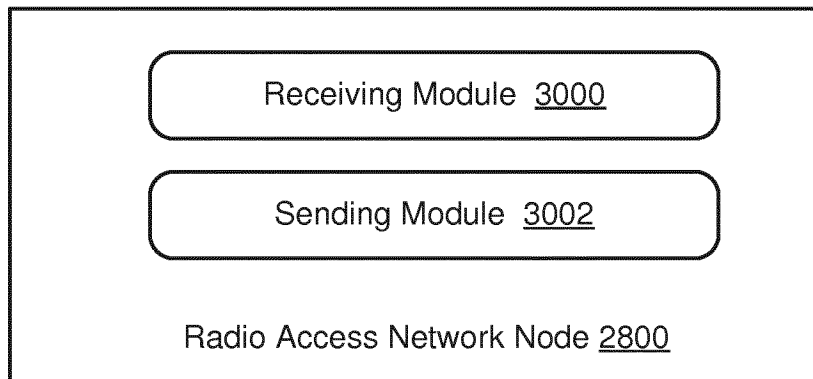 Receiving Module 3000
Sending Module 3002
Radio Access Network Node 2800